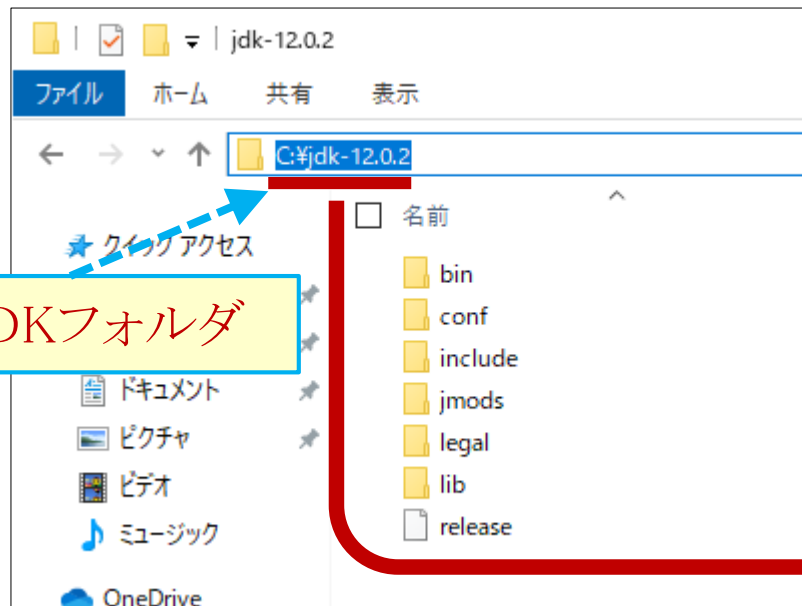 jdk-12.0.2
ファイル ホーム 共有 表示
C:¥jdk-12.0.2
名前
クイック アクセス
DKフォルダ
ドキュメント
ピクチャ
ビデオ
ミュージック
OneDrive
bin
conf
include
jmods
legal
lib
release